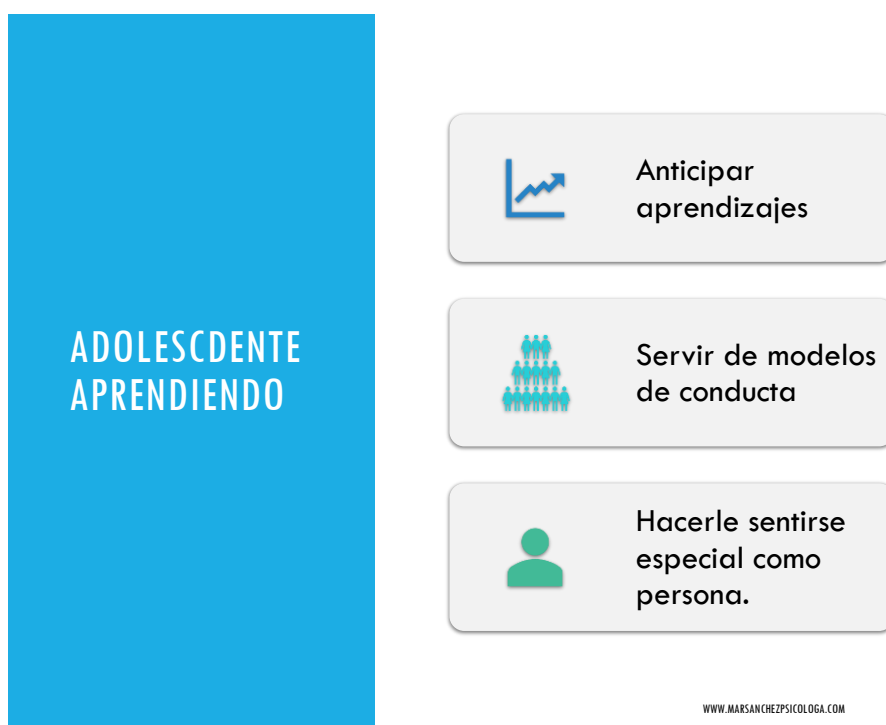 ADOLESCDENTE
APRENDIENDO
Anticipar
aprendizajes
Servir de modelos
de conducta
Hacerle sentirse
especial como
persona.
WWW.MARSANCHEZPSICOLOGA.COM